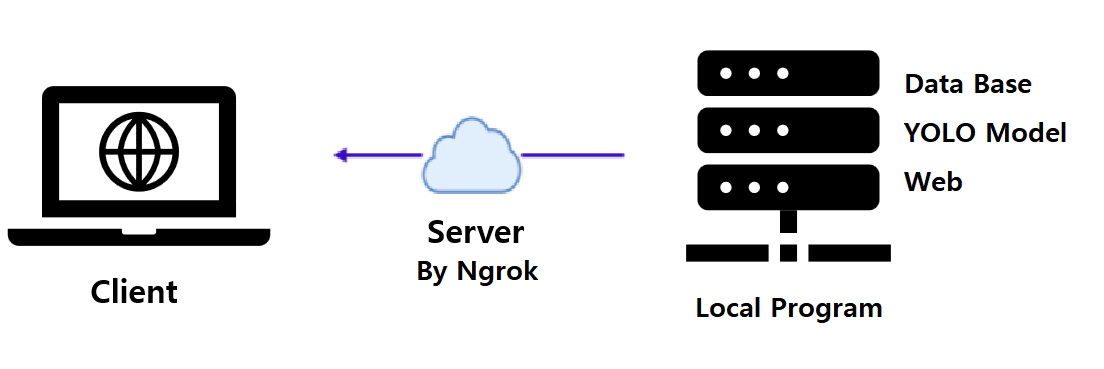 Client
Server
By Ngrok
Data Base
YOLO Model
Web
Local Program